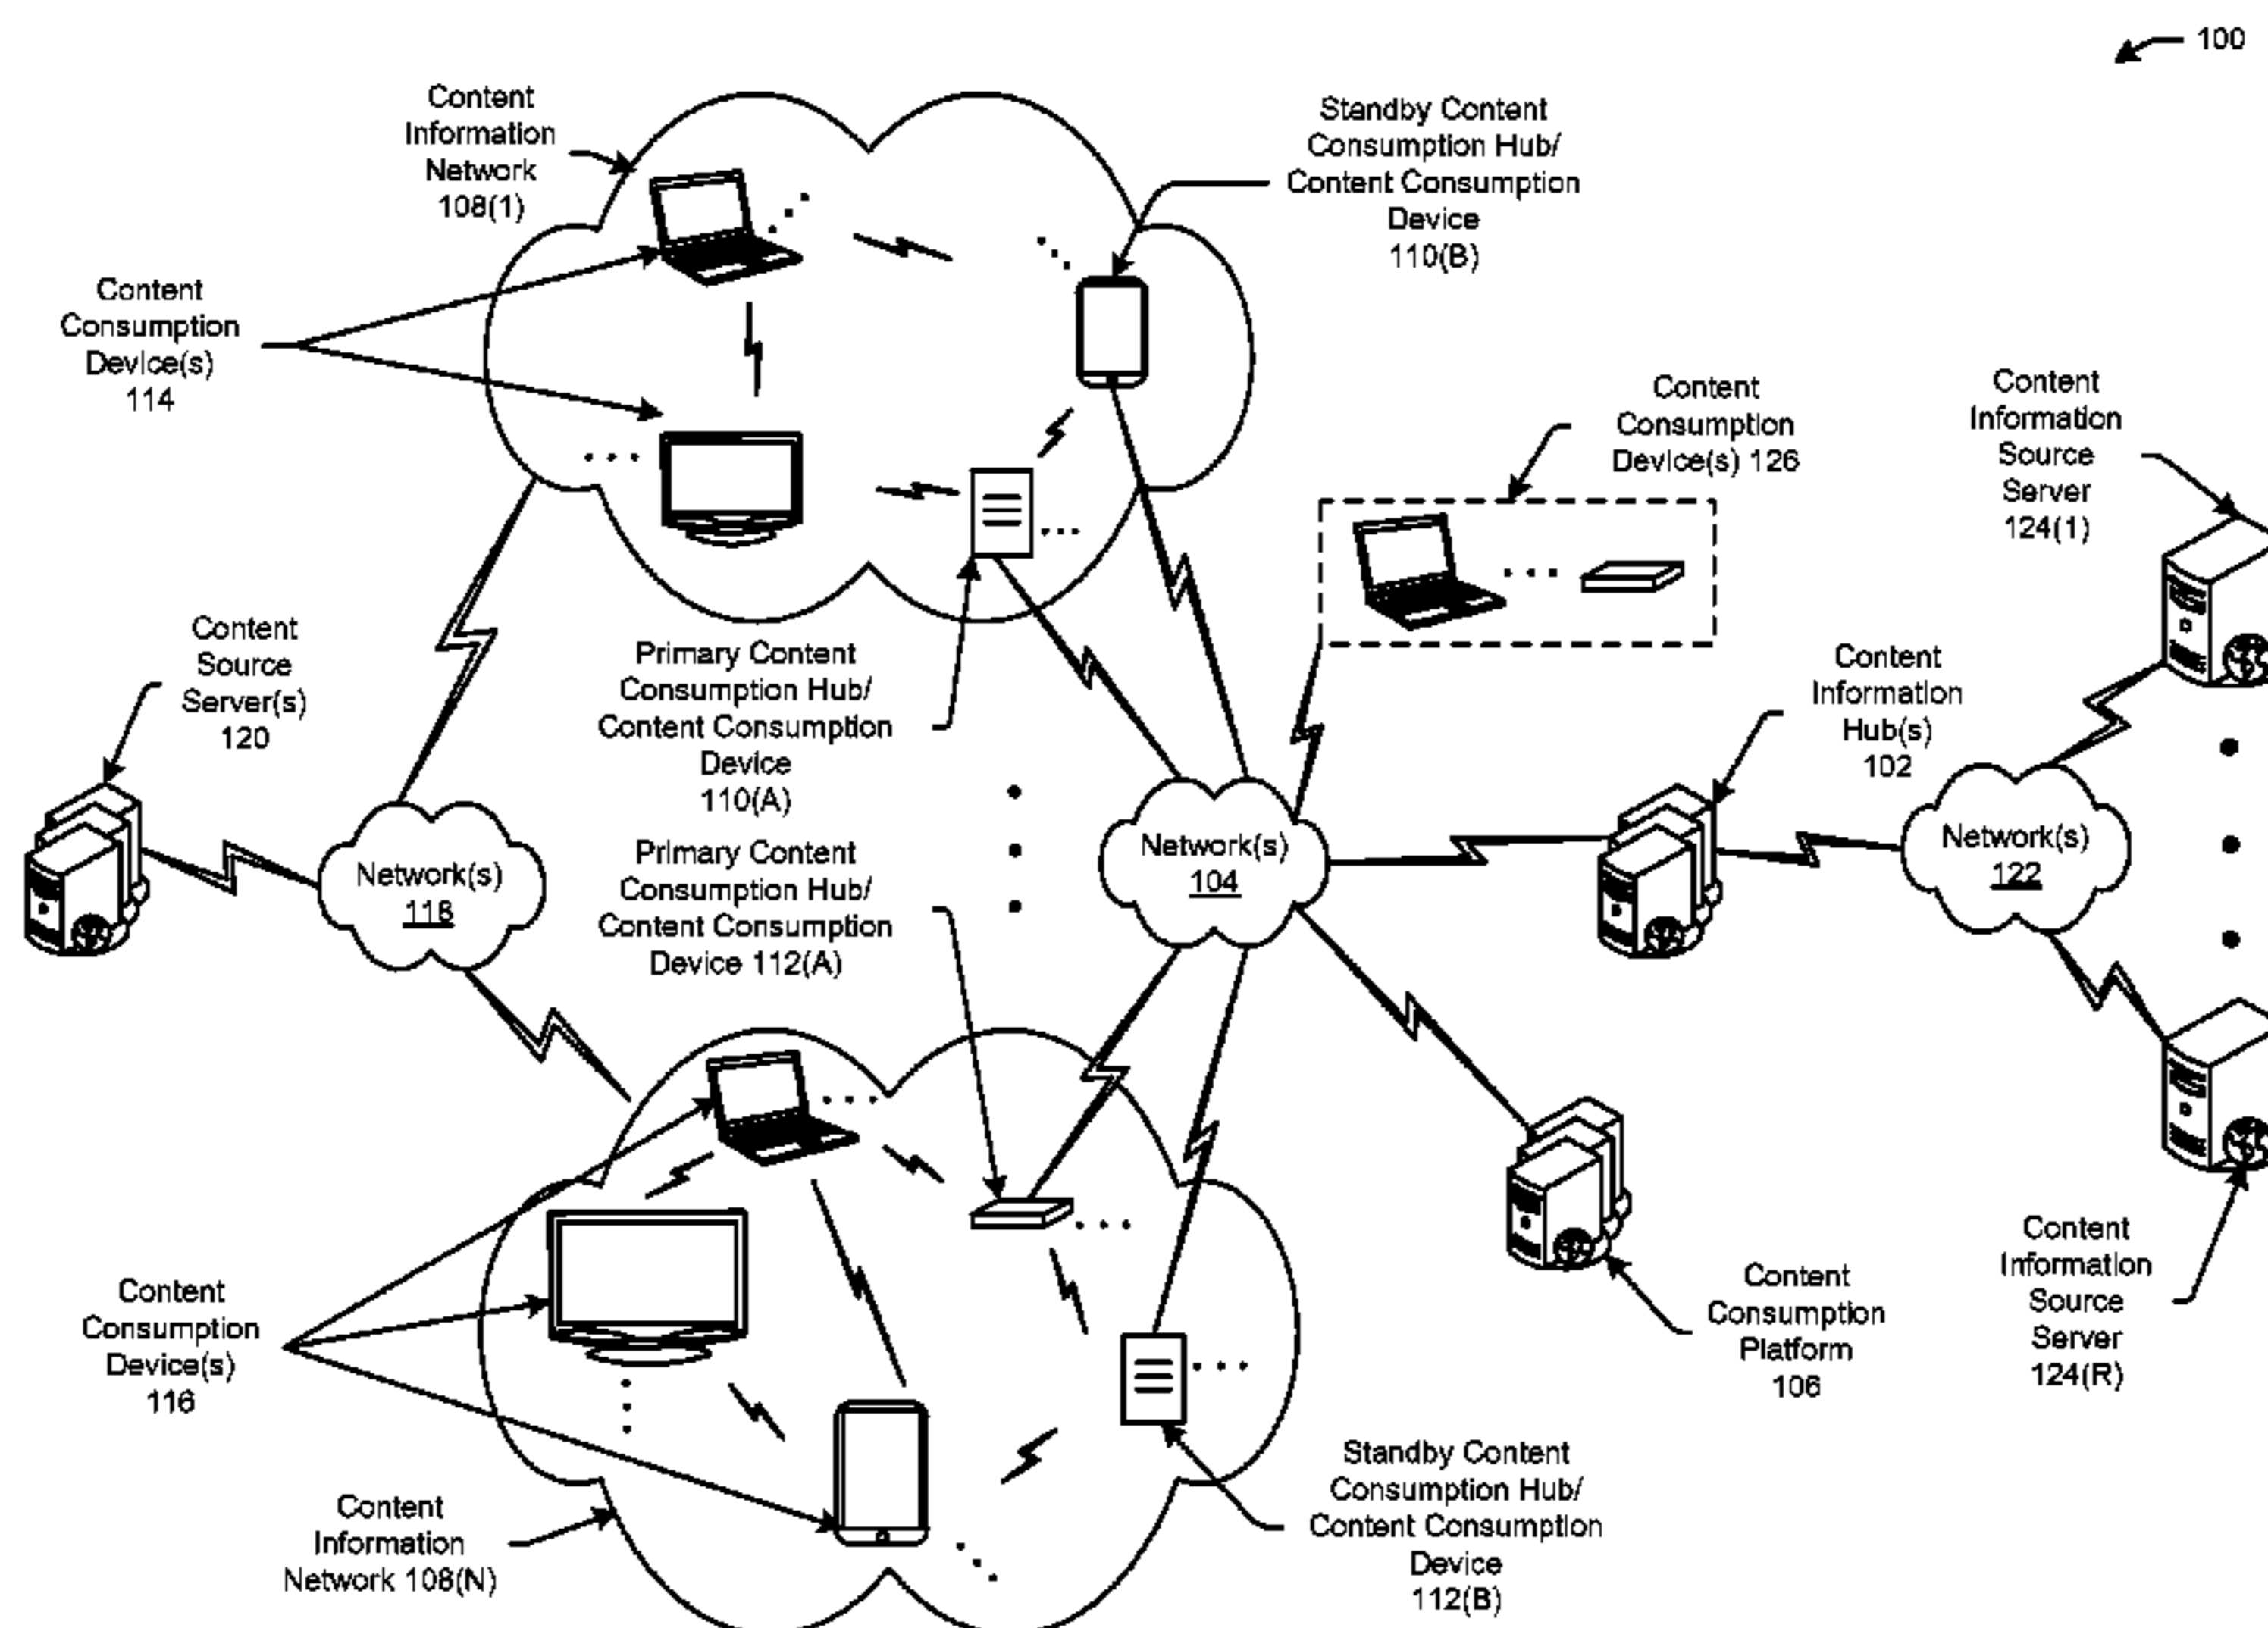 100
Content
Information
Network
108(1)
Standby Content
Consumption Hub/
Content Consumption
Device
110(B)
Content
Consumption
Device(s)
114
Content
Consumption
Device(s) 126
Content
Information
Source
Server
124(1)
Content
Source
Server(s)
120
Primary Content
Consumption Hub/
Content Consumption
Device
110(A)
Content
Information
Hub(s)
102
Network(s)
118
Primary Content
Consumption Hub/
Content Consumption
Device 112(A)
Network(s)
104
Network(s)
122
Content
Consumption
Device(s)
116
Content
Consumption
Platform
106
Content
Information
Source
Server
124(R)
Content
Information
Network 108(N)
Standby Content
Consumption Hub/
Content Consumption
Device
112(B)